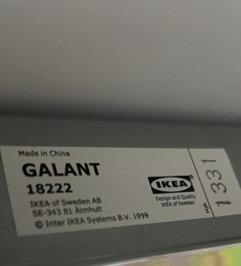 Made in China
GALANT
18222
IKEA of Sweden AB
SE-343 81 Älmhult
© Inter IKEA Systems B.V. 1999
IKEA
Design and Quality
IKEA of Sweden
1331